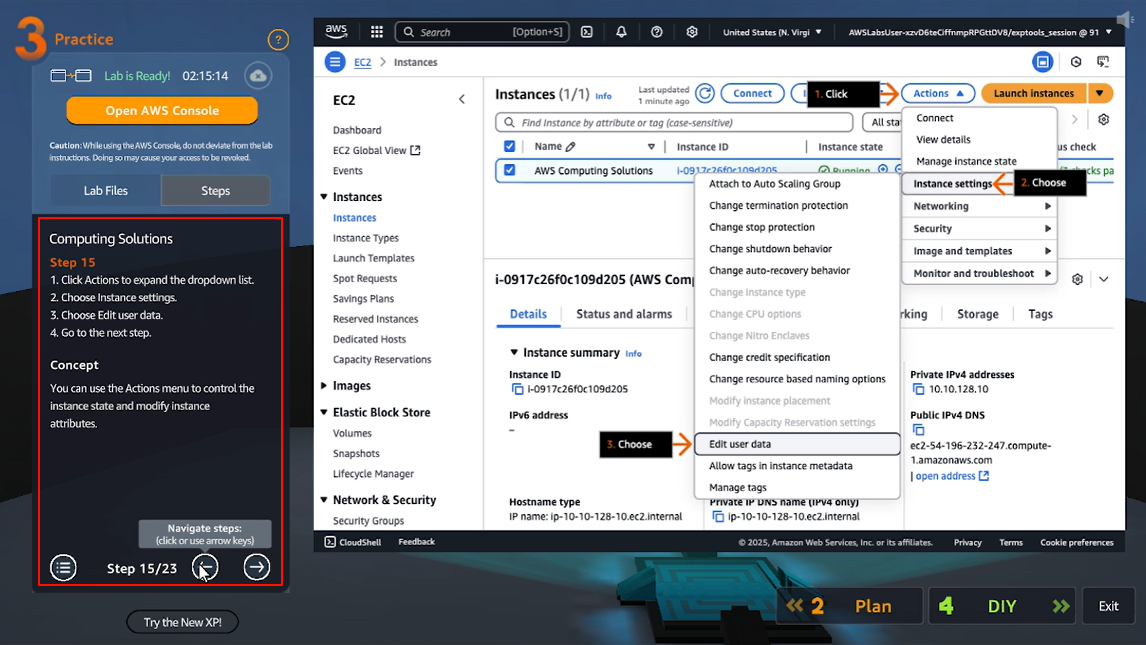 3 Practice
?
Lab is Ready! 02:15:14
Open AWS Console
Caution: While using the AWS Console, do not deviate from the lab
instructions. Doing so may cause your access to be revoked.
Lab Files
Steps
Computing Solutions
Step 15
1. Click Actions to expand the dropdown list.
2. Choose Instance settings.
3. Choose Edit user data.
4. Go to the next step.
Concept
You can use the Actions menu to control the
instance state and modify instance
attributes.
Navigate steps:
(click or use arrow keys)
Step 15/23
Try the New XP!
aws
Search [Option+S]
United States (N. Virgi
AWSLabsUser-xzvD6teCiffnmpRPGttDV8/exptools_session @ 91
EC2 > Instances
EC2
Dashboard
EC2 Global View
Events
Instances
Instances
Instance Types
Launch Templates
Spot Requests
Savings Plans
Reserved Instances
Dedicated Hosts
Capacity Reservations
Images
Elastic Block Store
Volumes
Snapshots
Lifecycle Manager
Network & Security
Security Groups
Instances (1/1) Info
Last updated
1 minute ago
Connect
1. Click
Actions
Launch instances
Find Instance by attribute or tag (case-sensitive)
All sta
Name
Instance ID
Instance state
us check
AWS Computing Solutions
i-0917c26f0c109d205
Running
checks pa
Connect
View details
Manage instance state
Instance settings
2. Choose
Networking
Security
Image and templates
Monitor and troubleshoot
Attach to Auto Scaling Group
Change termination protection
Change stop protection
Change shutdown behavior
Change auto-recovery behavior
Change instance type
Change CPU options
Change Nitro Enclaves
Change credit specification
Change resource based naming options
Modify instance placement
Modify Capacity Reservation settings
3. Choose
Edit user data
Allow tags in instance metadata
Manage tags
i-0917c26f0c109d205 (AWS Comp
Details
Status and alarms
rking
Storage
Tags
Instance summary Info
Instance ID
i-0917c26f0c109d205
IPv6 address
–
Hostname type
IP name: ip-10-10-128-10.ec2.internal
Private IP DNS name (IPv4 only)
ip-10-10-128-10.ec2.internal
Private IPv4 addresses
10.10.128.10
Public IPv4 DNS
ec2-54-196-232-247.compute-
1.amazonaws.com
| open address
CloudShell
Feedback
© 2025, Amazon Web Services, Inc. or its affiliates.
Privacy
Terms
Cookie preferences
2 Plan
4 DIY
Exit